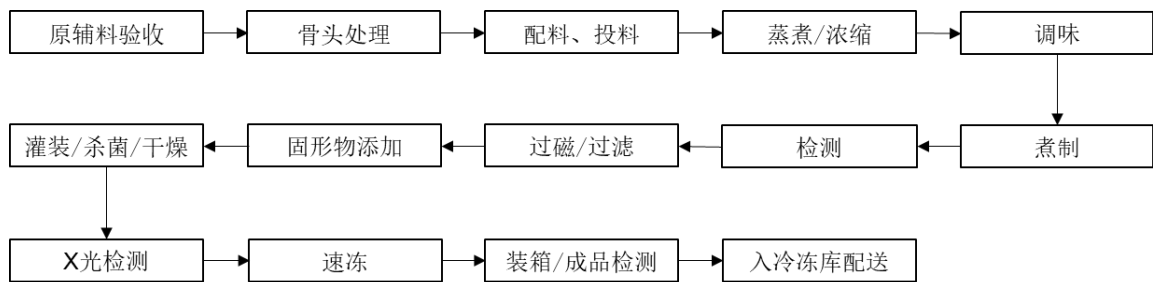 原辅料验收
骨头处理
配料、投料
蒸煮/浓缩
调味
煮制
检测
过磁/过滤
固形物添加
灌装/杀菌/干燥
X光检测
速冻
装箱/成品检测
入冷冻库配送